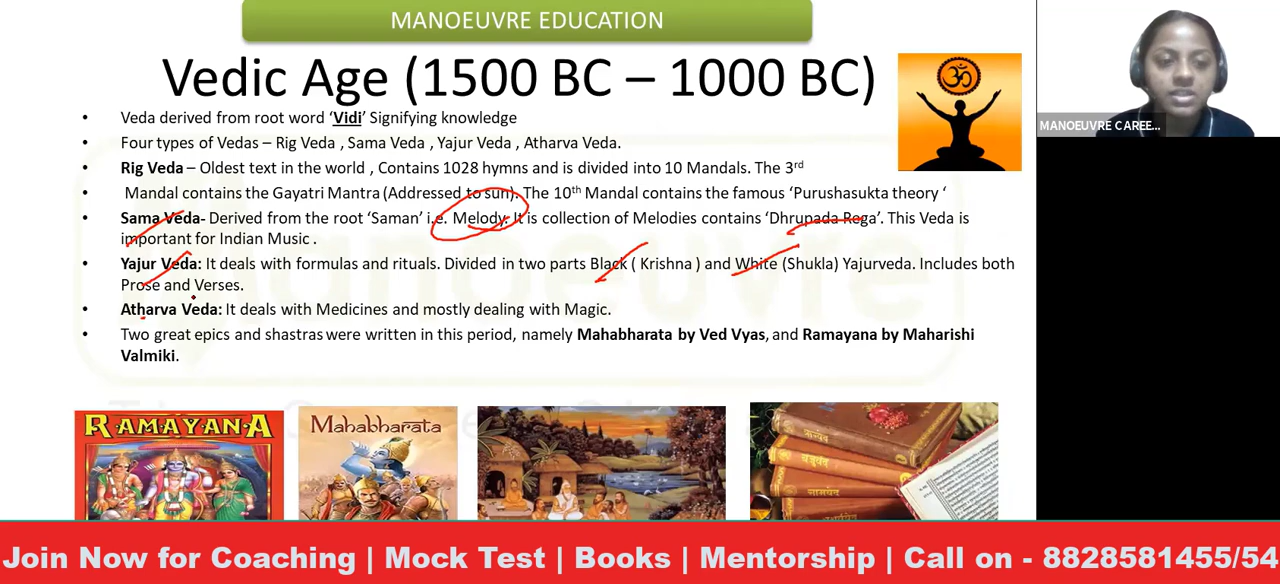 MANOEUVRE EDUCATION
Vedic Age (1500 BC – 1000 BC)
• Veda derived from root word ‘Vidi’ Signifying knowledge
• Four types of Vedas – Rig Veda , Sama Veda , Yajur Veda , Atharva Veda.
• Rig Veda – Oldest text in the world , Contains 1028 hymns and is divided into 10 Mandals. The 3rd
• Mandal contains the Gayatri Mantra (Addressed to sun). The 10th Mandal contains the famous ‘Purushasukta theory ‘
• Sama Veda- Derived from the root ‘Saman’ i.e. Melody. It is collection of Melodies contains ‘Dhrupada Rega’. This Veda is
important for Indian Music .
• Yajur Veda: It deals with formulas and rituals. Divided in two parts Black ( Krishna ) and White (Shukla) Yajurveda. Includes both
Prose and Verses.
• Atharva Veda: It deals with Medicines and mostly dealing with Magic.
• Two great epics and shastras were written in this period, namely Mahabharata by Ved Vyas, and Ramayana by Maharishi
Valmiki.
ॐ
MANOEUVRE CAREE...
RAMAYANA
Mahabharata
सामवेद
Join Now for Coaching | Mock Test | Books | Mentorship | Call on - 8828581455/54